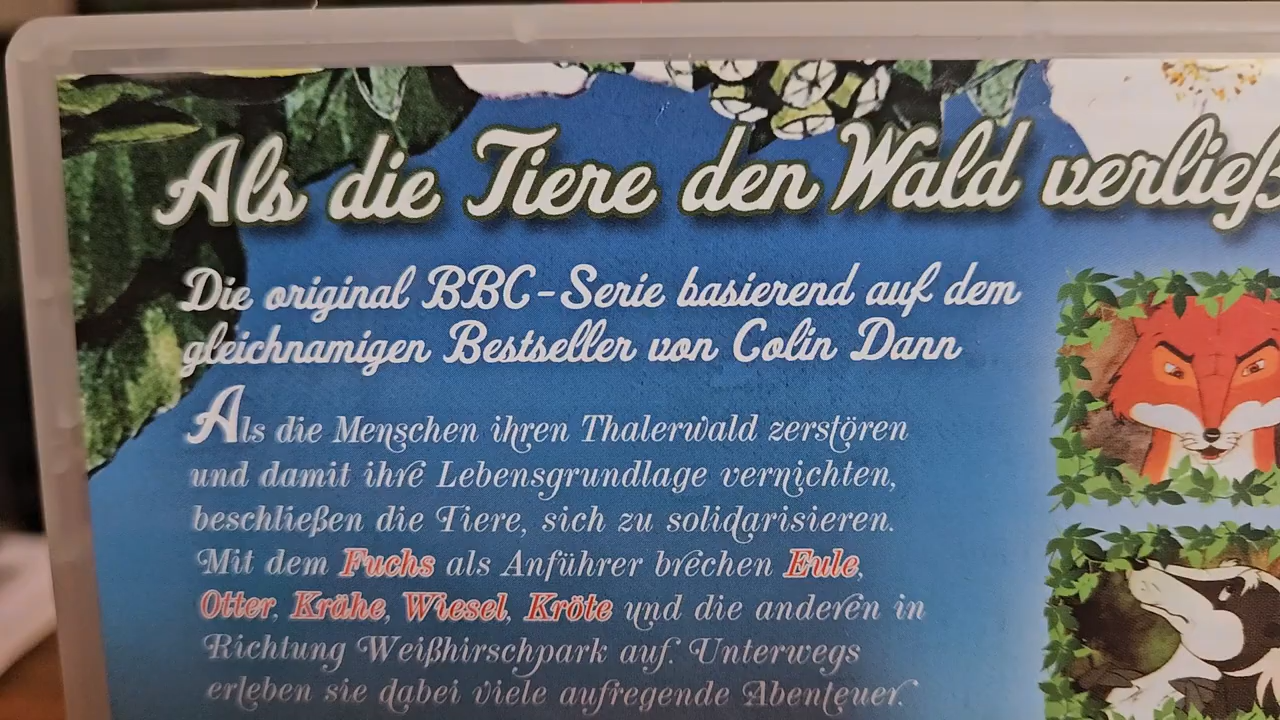 Als die Tiere den Wald verließ
Die original BBC-Serie basierend auf dem
gleichnamigen Bestseller von Colin Dann
Als die Menschen ihren Thalerwald zerstören
und damit ihre Lebensgrundlage vernichten,
beschließen die Tiere, sich zu solidarisieren.
Mit dem Fuchs als Anführer brechen Eule,
Otter, Krähe, Wiesel, Kröte und die anderen in
Richtung Weißhirschpark auf. Unterwegs
erleben sie dabei viele aufregende Abenteuer.